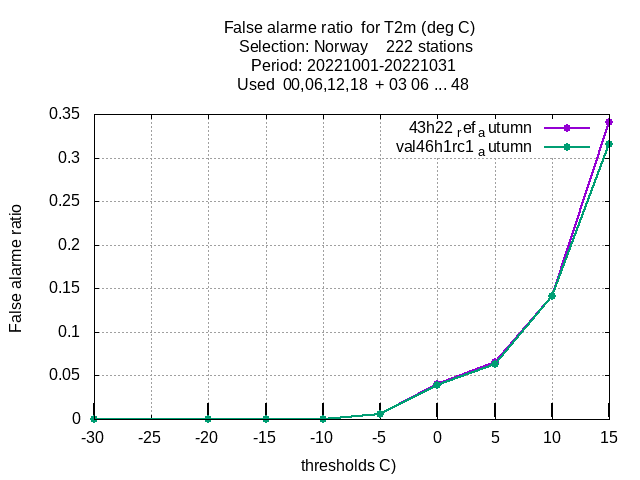 False alarme ratio  for T2m (deg C)
Selection: Norway    222 stations
Period: 20221001-20221031
Used  00,06,12,18  + 03 06 ... 48
43h22 ref autumn
val46h1rc1 autumn
0.35
0.3
0.25
0.2
0.15
0.1
0.05
0
False alarme ratio
-30 -25 -20 -15 -10 -5 0 5 10 15
thresholds C)